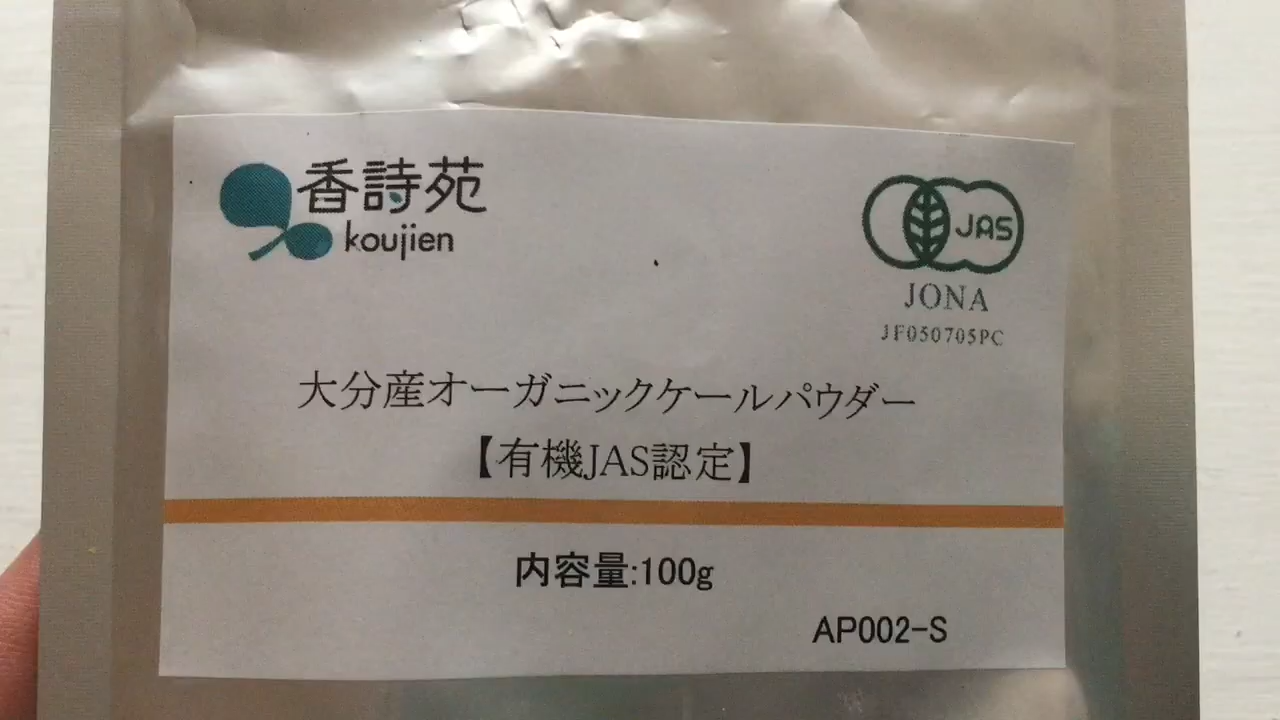 香詩苑
koujien
JAS
JONA
JF050705PC
大分産オーガニックケールパウダー
【有機JAS認定】
内容量:100g
AP002-S